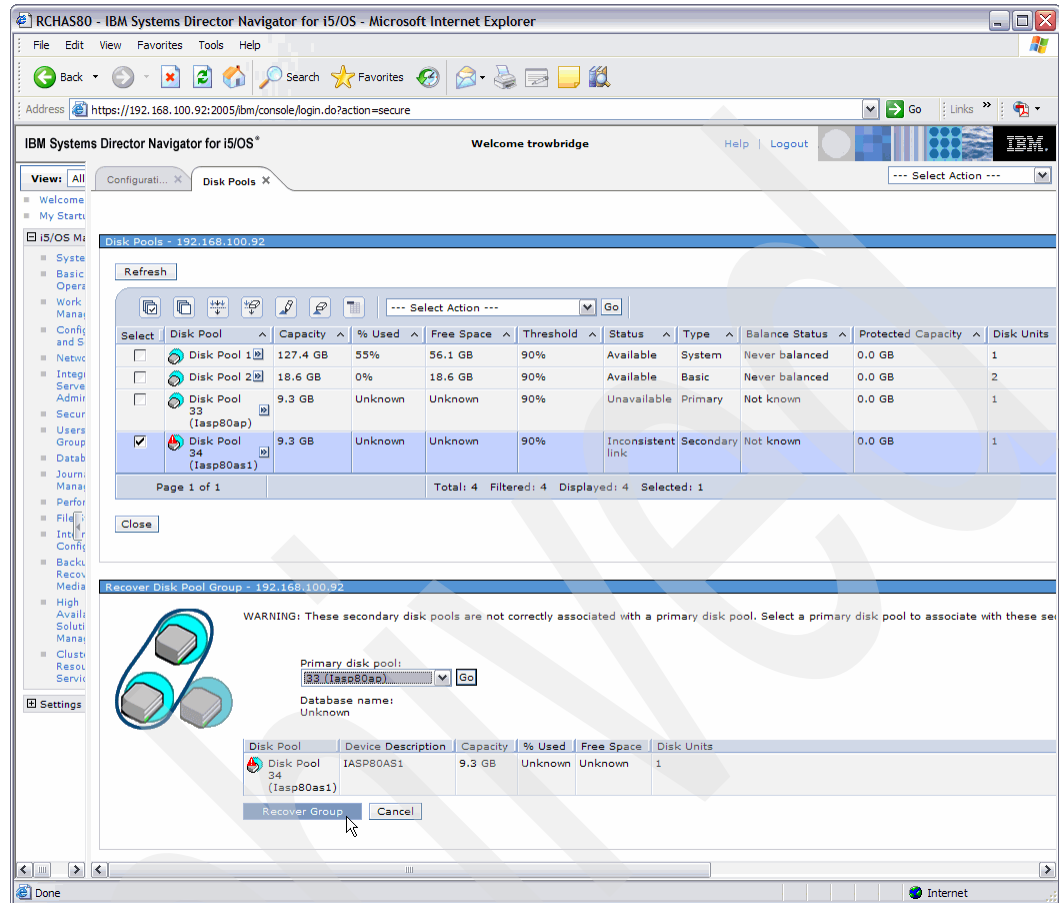 RCHAS80 - IBM Systems Director Navigator for i5/OS - Microsoft Internet Explorer
File Edit View Favorites Tools Help
Back Search Favorites
Address https://192.168.100.92:2005/ibm/console/login.do?action=secure Go Links »
IBM Systems Director Navigator for i5/OS® Welcome trowbridge Help | Logout IBM.
View: All Configurati... Disk Pools --- Select Action ---
Welcome
My Startu
i5/OS Ma
Syste
Basic
Opera
Work
Manag
Config
and S
Netwo
Integr
Serve
Admin
Secur
Users
Group
Datab
Journa
Manag
Perfor
File S
Intern
Config
Backu
Recov
Media
High
Availa
Soluti
Manag
Cluste
Resou
Servic
Settings
Disk Pools - 192.168.100.92
Refresh
--- Select Action --- Go
Select Disk Pool Capacity % Used Free Space Threshold Status Type Balance Status Protected Capacity Disk Units
Disk Pool 1 127.4 GB 55% 56.1 GB 90% Available System Never balanced 0.0 GB 1
Disk Pool 2 18.6 GB 0% 18.6 GB 90% Available Basic Never balanced 0.0 GB 2
Disk Pool 9.3 GB Unknown Unknown 90% Unavailable Primary Not known 0.0 GB 1
33
(Iasp80ap)
Disk Pool 9.3 GB Unknown Unknown 90% Inconsistent Secondary Not known 0.0 GB 1
34 link
(Iasp80as1)
Page 1 of 1 Total: 4 Filtered: 4 Displayed: 4 Selected: 1
Close
Recover Disk Pool Group - 192.168.100.92
WARNING: These secondary disk pools are not correctly associated with a primary disk pool. Select a primary disk pool to associate with these se
Primary disk pool:
33 (Iasp80ap) Go
Database name:
Unknown
Disk Pool Device Description Capacity % Used Free Space Disk Units
Disk Pool IASP80AS1 9.3 GB Unknown Unknown 1
34
(Iasp80as1)
Recover Group Cancel
Done Internet